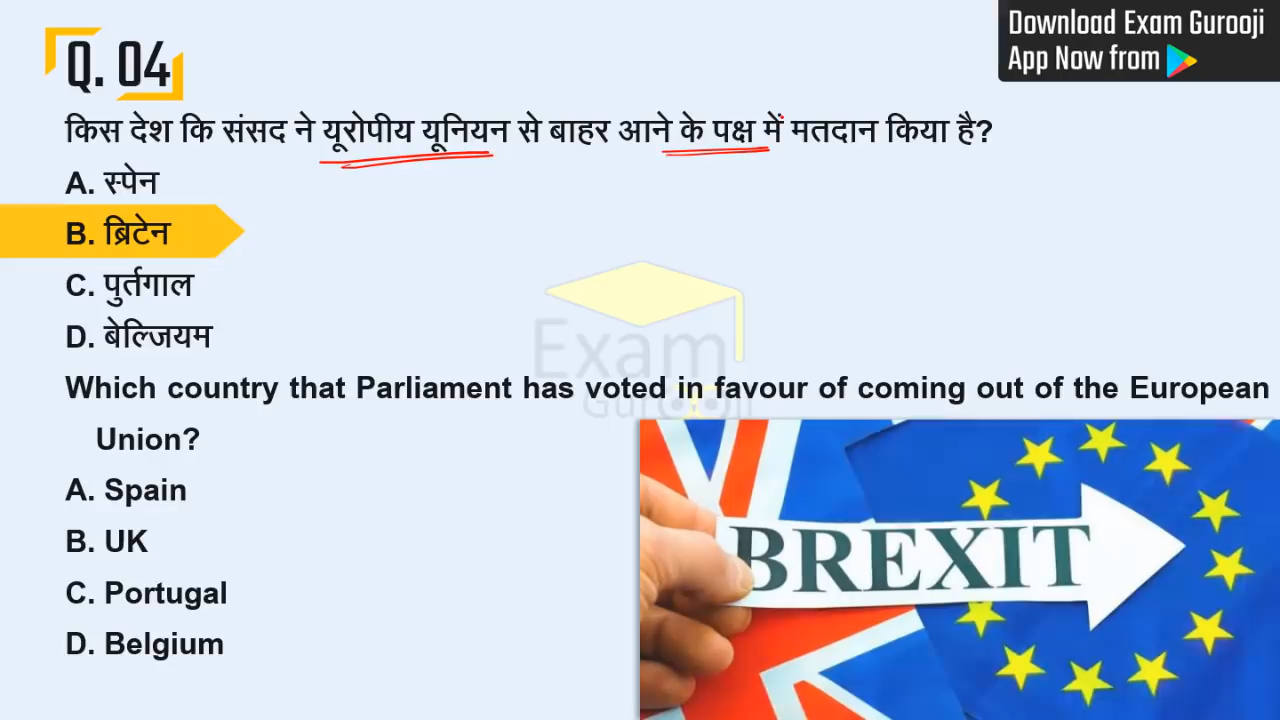 Download Exam Gurooji
App Now from
Q. 04
किस देश कि संसद ने यूरोपीय यूनियन से बाहर आने के पक्ष में मतदान किया है?
A. स्पेन
B. ब्रिटेन
C. पुर्तगाल
D. बेल्जियम
Exam
Gurooji
Which country that Parliament has voted in favour of coming out of the European
Union?
A. Spain
B. UK
C. Portugal
D. Belgium
BREXIT